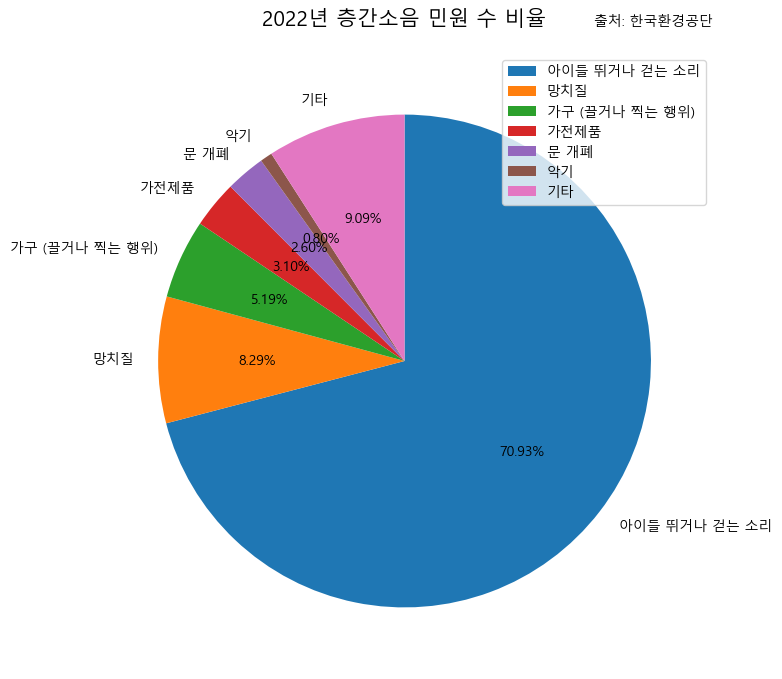 2022년 층간소음 민원 수 비율
출처: 한국환경공단
아이들 뛰거나 걷는 소리
망치질
가구 (끌거나 찍는 행위)
가전제품
문 개폐
악기
기타
기타
악기
문 개폐
가전제품
가구 (끌거나 찍는 행위)
망치질
아이들 뛰거나 걷는 소리
9.09%
0.80%
2.60%
3.10%
5.19%
8.29%
70.93%